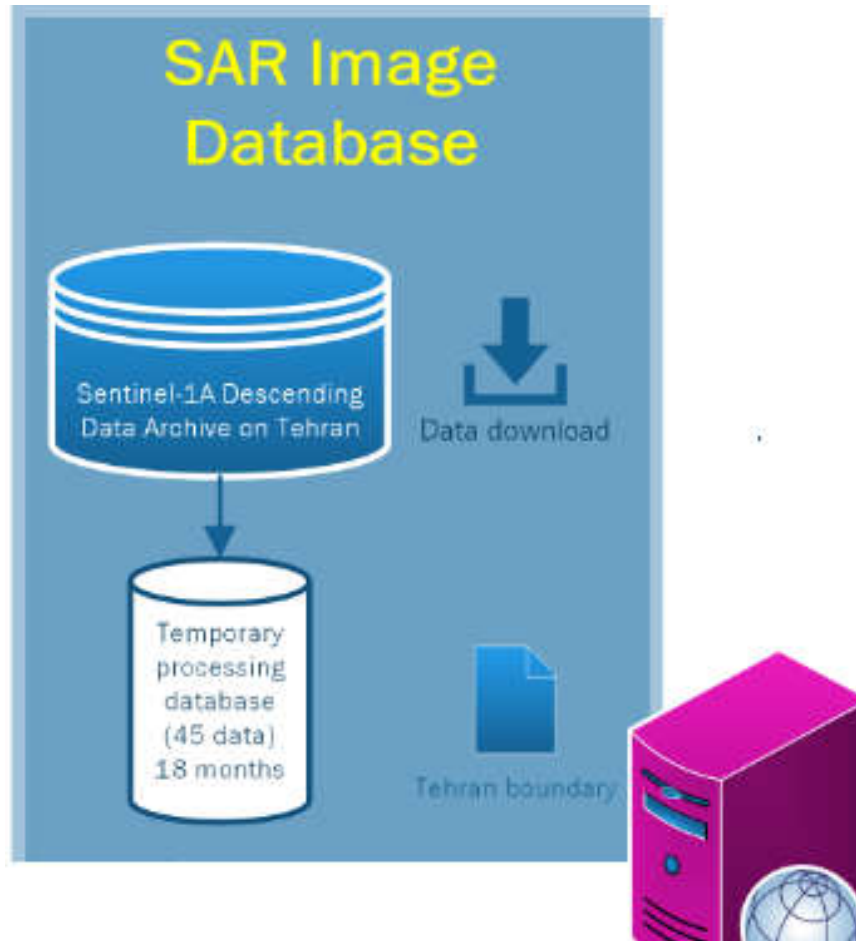 SAR Image
Database
Sentinel-1A Descending
Data Archive on Tehran
Data download
Temporary
processing
database
(45 data)
18 months
Tehran boundary